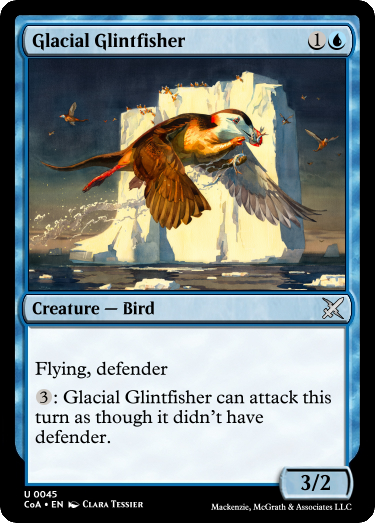 Glacial Glintfisher 1
Creature — Bird
Flying, defender
3: Glacial Glintfisher can attack this
turn as though it didn't have
defender.
3/2
U 0045
CoA • EN Clara Tessier
Mackenzie, McGrath & Associates LLC